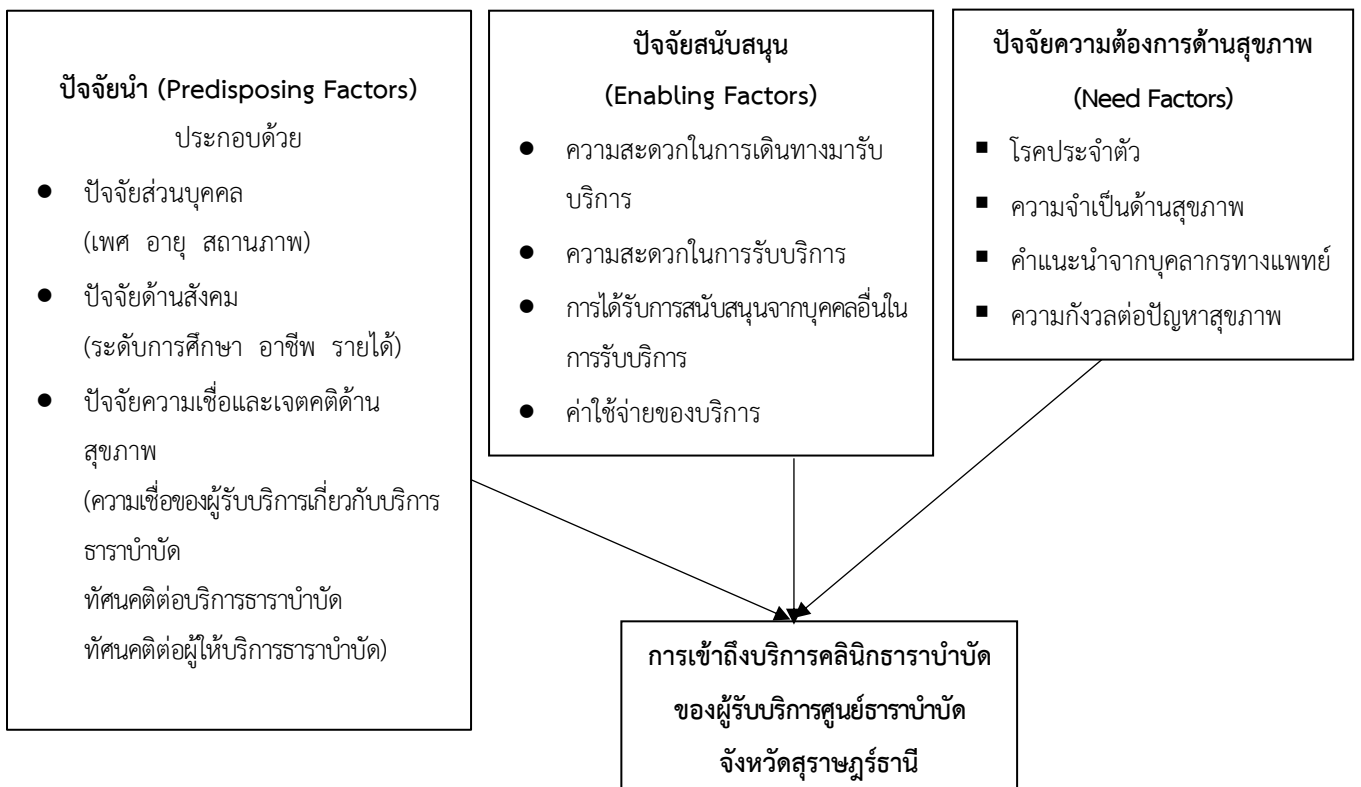 ปัจจัยนำ (Predisposing Factors)
ประกอบด้วย
● ปัจจัยส่วนบุคคล
(เพศ อายุ สถานภาพ)
● ปัจจัยด้านสังคม
(ระดับการศึกษา อาชีพ รายได้)
● ปัจจัยความเชื่อและเจตคติด้าน
สุขภาพ
(ความเชื่อของผู้รับบริการเกี่ยวกับบริการ
ธาราบำบัด
ทัศนคติต่อบริการธาราบำบัด
ทัศนคติต่อผู้ให้บริการธาราบำบัด)
ปัจจัยสนับสนุน
(Enabling Factors)
● ความสะดวกในการเดินทางมารับ
บริการ
● ความสะดวกในการรับบริการ
● การได้รับการสนับสนุนจากบุคคลอื่นใน
การรับบริการ
● ค่าใช้จ่ายของบริการ
ปัจจัยความต้องการด้านสุขภาพ
(Need Factors)
■ โรคประจำตัว
■ ความจำเป็นด้านสุขภาพ
■ คำแนะนำจากบุคลากรทางแพทย์
■ ความกังวลต่อปัญหาสุขภาพ
การเข้าถึงบริการคลินิกธาราบำบัด
ของผู้รับบริการศูนย์ธาราบำบัด
จังหวัดสุราษฎร์ธานี